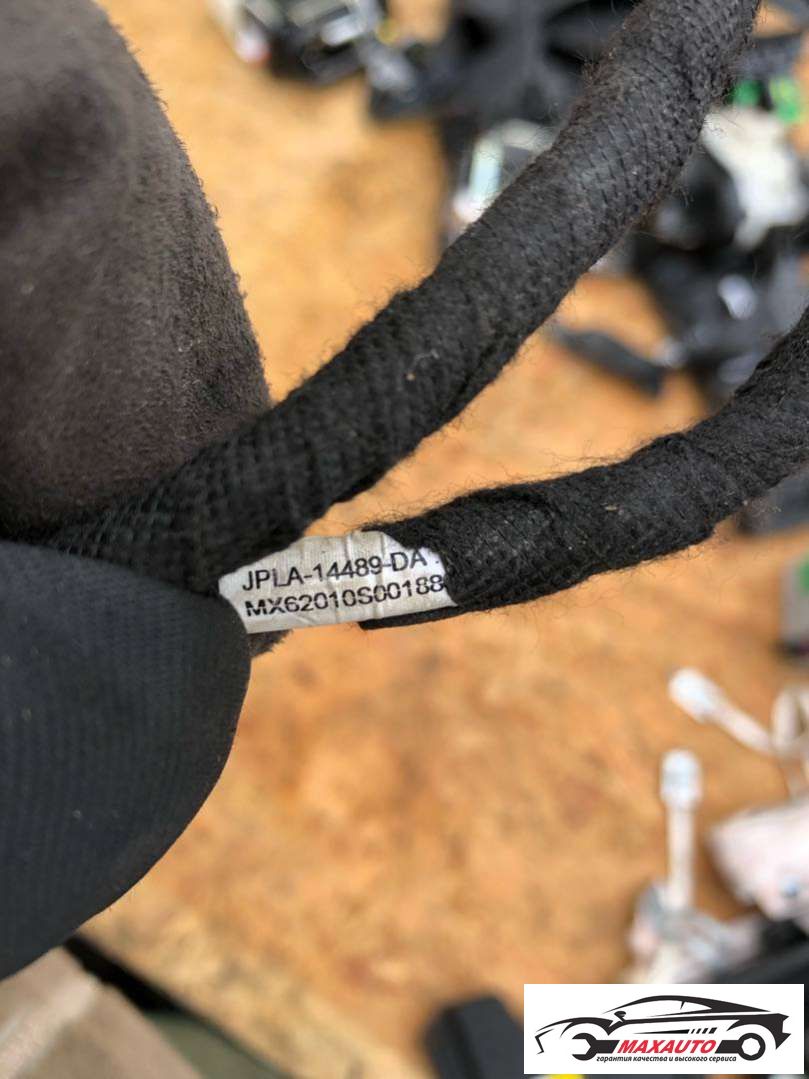 JPLA-14489-DA
MX62010S00188
MAXAUTO
гарантия качества и высокого сервиса